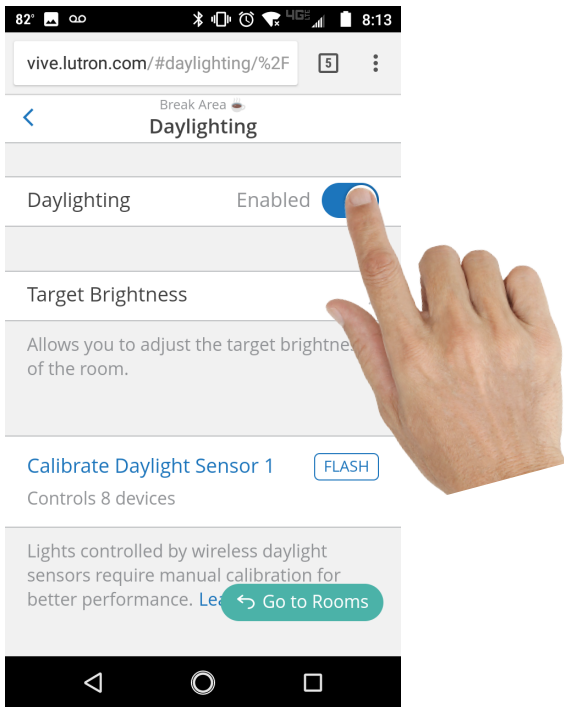 82°
4G
5
8:13
vive.lutron.com/#daylighting/%2F
Break Area ☕
Daylighting
Daylighting Enabled
Target Brightness
Allows you to adjust the target
of the room.
Calibrate Daylight Sensor 1 FLASH
Controls 8 devices
Lights controlled by wireless daylight
sensors require manual calibration for
better performance.
Go to Rooms